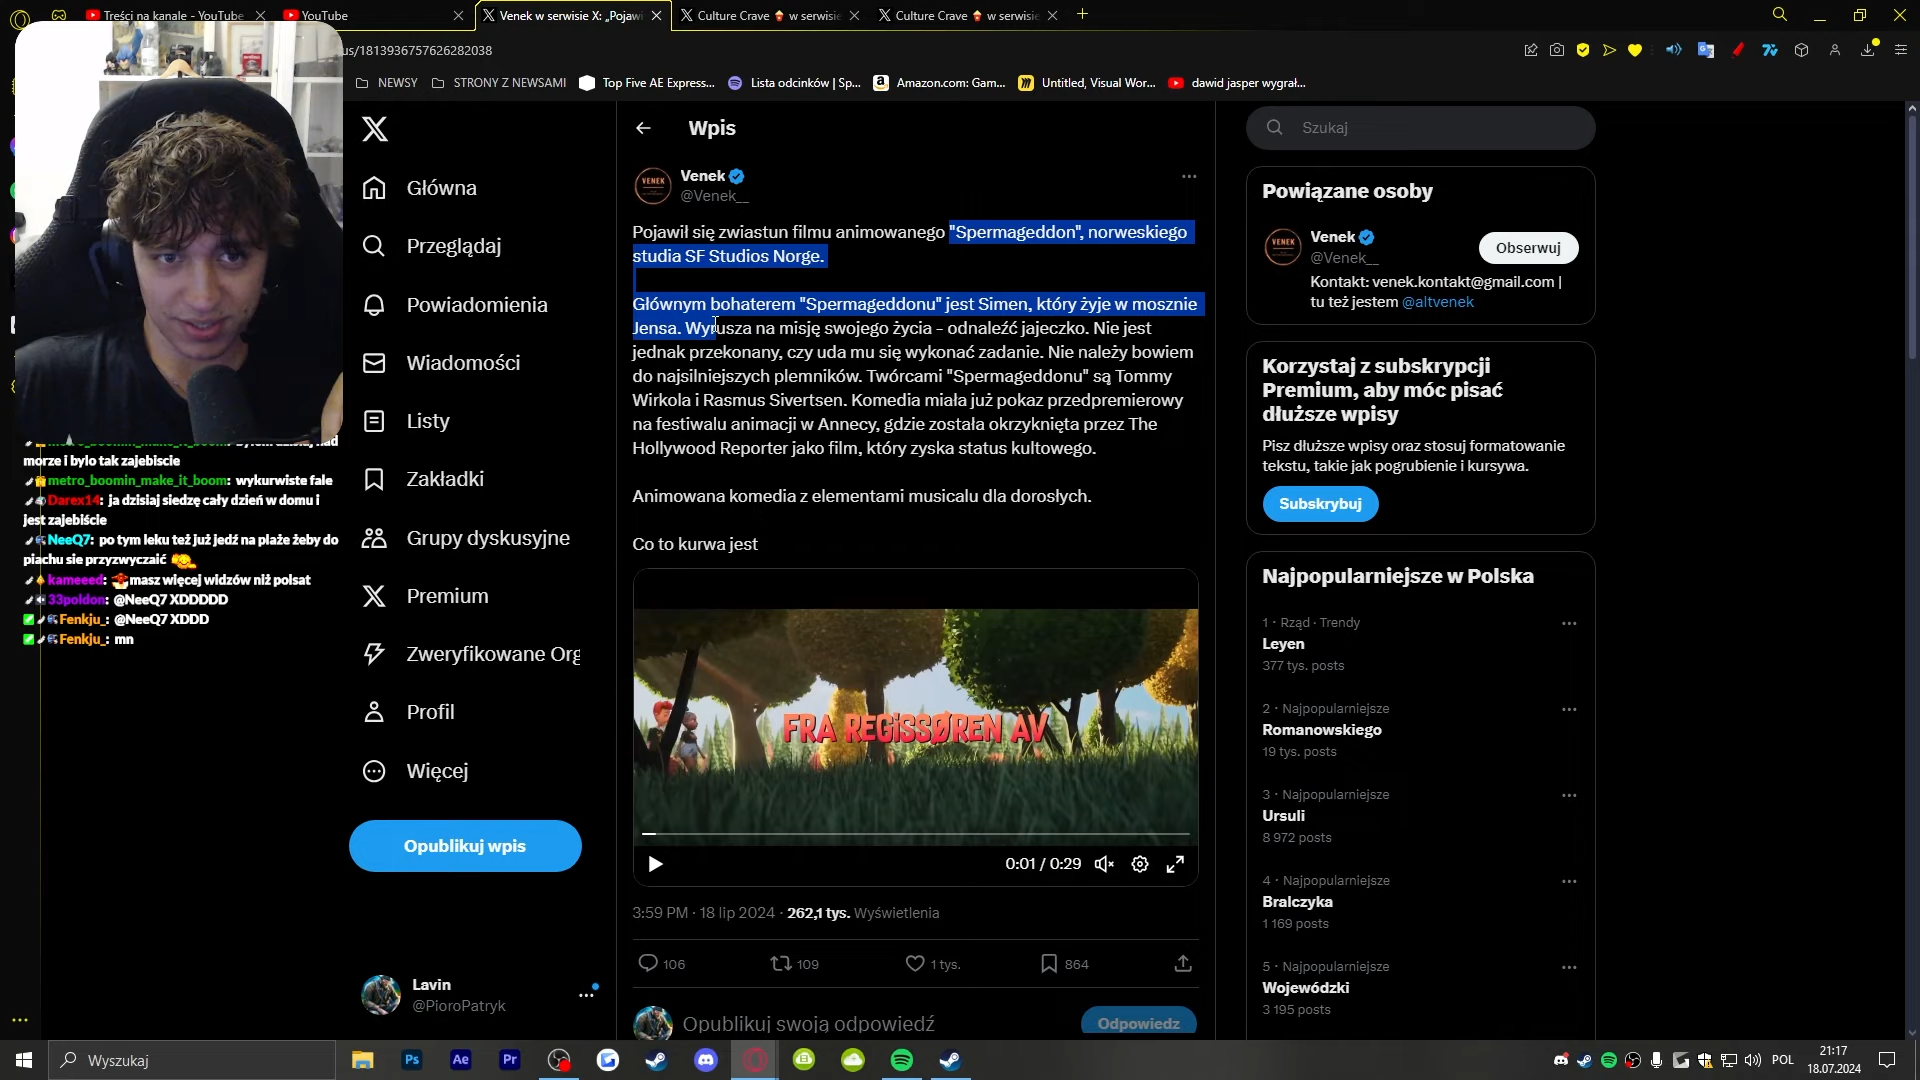 Treści na kanale - YouTube
YouTube
Venek w serwisie X: „Pojaw
Culture Crave 🍿 w serwisie
Culture Crave 🍿 w serwisie
us/1813936757626282038
NEWSY
STRONY Z NEWSAMI
Top Five AE Express...
Lista odcinków | Sp...
Amazon.com: Gam...
Untitled, Visual Wor...
dawid jasper wygrał...
Główna
Przeglądaj
Powiadomienia
Wiadomości
Listy
Zakładki
Grupy dyskusyjne
Premium
Zweryfikowane Org
Profil
Więcej
Opublikuj wpis
Lavin
@PioroPatryk
morze i bylo tak zajebiscie
metro_boomin_make_it_boom: wykurwiste fale
Darex14: ja dzisiaj siedzę cały dzień w domu i
jest zajebiście
NeeQ7: po tym leku też już jedź na plaże żeby do
piachu sie przyzwyczaić
kameeed: masz więcej widzów niż polsat
33poldon: @NeeQ7 XDDDDD
Fenkju_: @NeeQ7 XDDD
Fenkju_: mn
Wpis
Venek
@Venek__
VENEK
Pojawił się zwiastun filmu animowanego "Spermageddon", norweskiego
studia SF Studios Norge.
Głównym bohaterem "Spermageddonu" jest Simen, który żyje w mosznie
Jensa. Wyrusza na misję swojego życia - odnaleźć jajeczko. Nie jest
jednak przekonany, czy uda mu się wykonać zadanie. Nie należy bowiem
do najsilniejszych plemników. Twórcami "Spermageddonu" są Tommy
Wirkola i Rasmus Sivertsen. Komedia miała już pokaz przedpremierowy
na festiwalu animacji w Annecy, gdzie została okrzyknięta przez The
Hollywood Reporter jako film, który zyska status kultowego.
Animowana komedia z elementami musicalu dla dorosłych.
Co to kurwa jest
FRA REGISSØREN AV
0:01 / 0:29
3:59 PM · 18 lip 2024 · 262,1 tys. Wyświetlenia
106
109
1 tys.
864
Opublikuj swoją odpowiedź
Odpowiedz
Szukaj
Powiązane osoby
VENEK
Venek
@Venek__
Obserwuj
Kontakt: venek.kontakt@gmail.com |
tu też jestem @altvenek
Korzystaj z subskrypcji
Premium, aby móc pisać
dłuższe wpisy
Pisz dłuższe wpisy oraz stosuj formatowanie
tekstu, takie jak pogrubienie i kursywa.
Subskrybuj
Najpopularniejsze w Polska
1 · Rząd · Trendy
Leyen
377 tys. posts
2 · Najpopularniejsze
Romanowskiego
19 tys. posts
3 · Najpopularniejsze
Ursuli
8 972 posts
4 · Najpopularniejsze
Bralczyka
1 169 posts
5 · Najpopularniejsze
Wojewódzki
3 195 posts
Wyszukaj
Ps
Ae
Pr
POL
21:17
18.07.2024